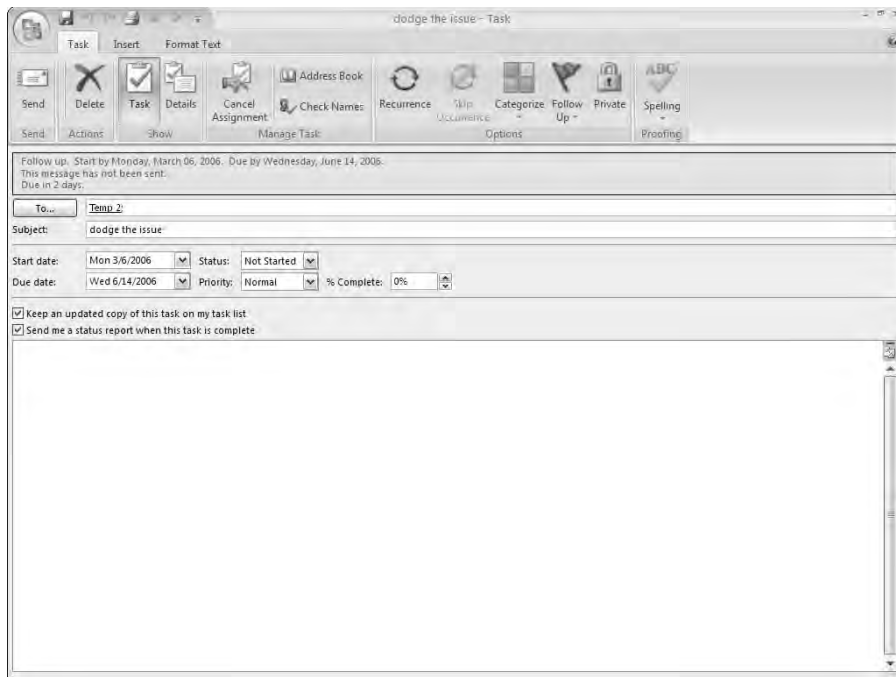 dodge the issue - Task
Task Insert Format Text
Send Delete Task Details Cancel Assignment Address Book Check Names Recurrence Skip Occurrence Categorize Follow Up Private ABC Spelling
Send Actions Show Manage Task Options Proofing
Follow up. Start by Monday, March 06, 2006. Due by Wednesday, June 14, 2006.
This message has not been sent.
Due in 2 days.
To... Temp 2;
Subject: dodge the issue
Start date: Mon 3/6/2006 Status: Not Started
Due date: Wed 6/14/2006 Priority: Normal % Complete: 0%
Keep an updated copy of this task on my task list
Send me a status report when this task is complete